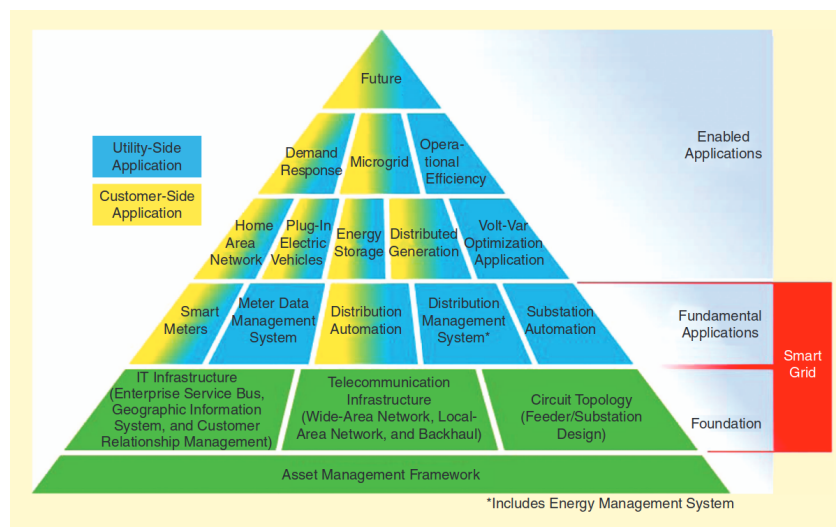 Future
Utility-Side
Application
Customer-Side
Application
Enabled
Applications
Demand
Response
Microgrid
Opera-
tional
Efficiency
Home
Area
Network
Plug-In
Electric
Vehicles
Energy
Storage
Distributed
Generation
Volt-Var
Optimization
Application
Smart
Meters
Meter Data
Management
System
Distribution
Automation
Distribution
Management
System*
Substation
Automation
Fundamental
Applications
Smart
Grid
IT Infrastructure
(Enterprise Service Bus,
Geographic Information
System, and Customer
Relationship Management)
Telecommunication
Infrastructure
(Wide-Area Network, Local-
Area Network, and Backhaul)
Circuit Topology
(Feeder/Substation
Design)
Foundation
Asset Management Framework
*Includes Energy Management System